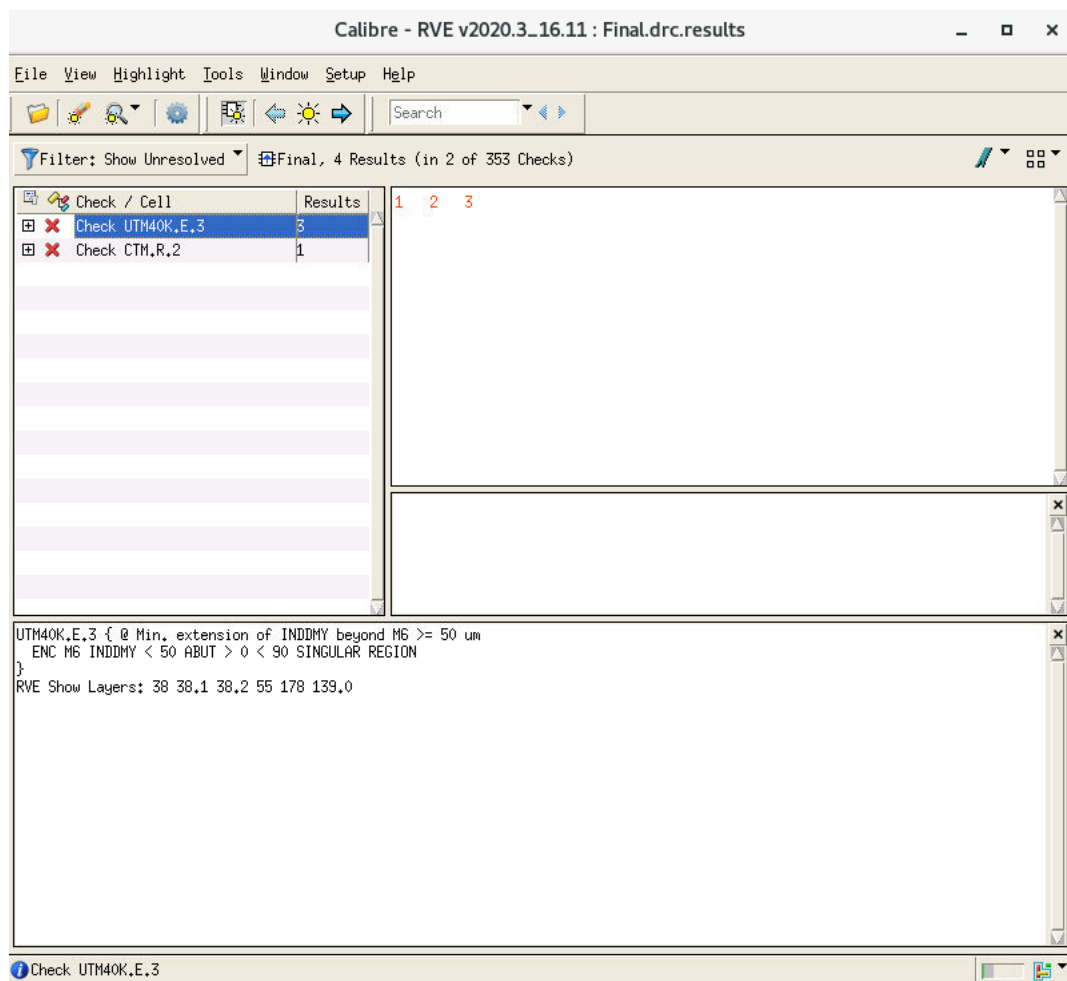 Calibre - RVE v2020.3_16.11 : Final.drc.results
File View Highlight Tools Window Setup Help
Search
Filter: Show Unresolved Final, 4 Results (in 2 of 353 Checks)
Check / Cell Results
Check UTM40K.E.3 3
Check CTM.R.2 1
1 2 3
UTM40K.E.3 { @ Min. extension of INDDMY beyond M6 >= 50 um
ENC M6 INDDMY < 50 ABUT > 0 < 90 SINGULAR REGION
}
RVE Show Layers: 38 38.1 38.2 55 178 139.0
Check UTM40K.E.3